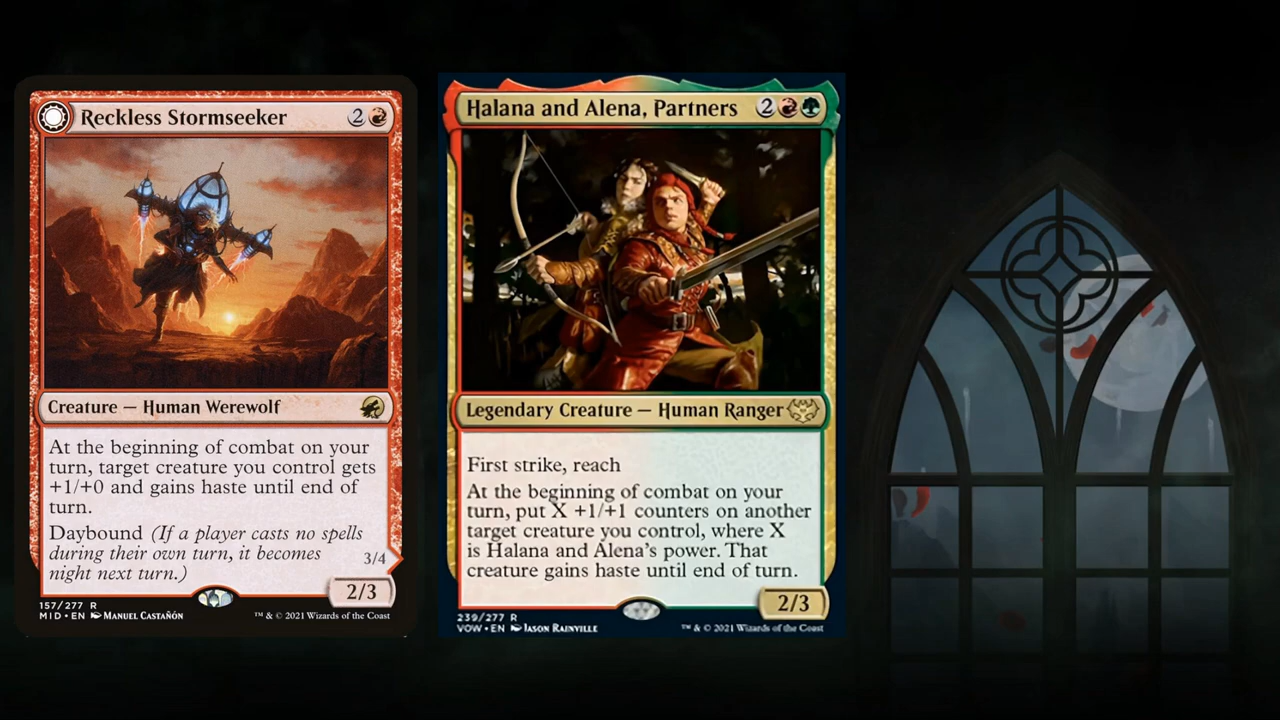 Reckless Stormseeker 2
Creature — Human Werewolf
At the beginning of combat on your
turn, target creature you control gets
+1/+0 and gains haste until end of
turn.
Daybound (If a player casts no spells
during their own turn, it becomes
night next turn.)
3/4
2/3
157/277 R
MID • EN MANUEL CASTAÑÓN
™ & © 2021 Wizards of the Coast
Halana and Alena, Partners 2
Legendary Creature — Human Ranger
First strike, reach
At the beginning of combat on your
turn, put X +1/+1 counters on another
target creature you control, where X
is Halana and Alena's power. That
creature gains haste until end of turn.
2/3
239/277 R
VOW • EN JASON RAINVILLE
™ & © 2021 Wizards of the Coast